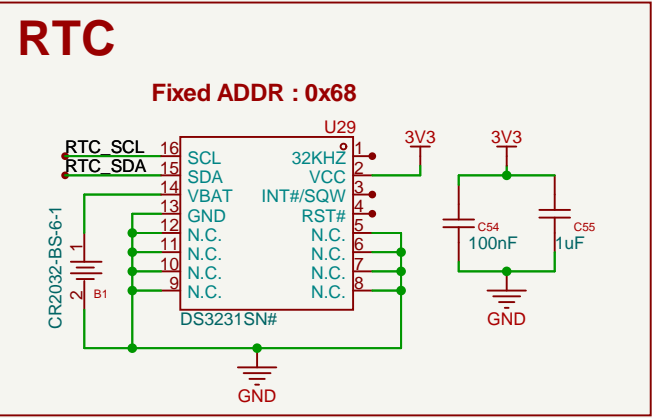 RTC
Fixed ADDR : 0x68
U29
RTC_SCL 16 SCL 32KHZ 1
RTC_SDA 15 SDA VCC 2
14 VBAT INT#/SQW 3
13 GND RST# 4
12 N.C. N.C. 5
11 N.C. N.C. 6
10 N.C. N.C. 7
9 N.C. N.C. 8
DS3231SN#
3V3
3V3
CR2032-BS-6-1
1
2
B1
C54
100nF
C55
1uF
GND
GND